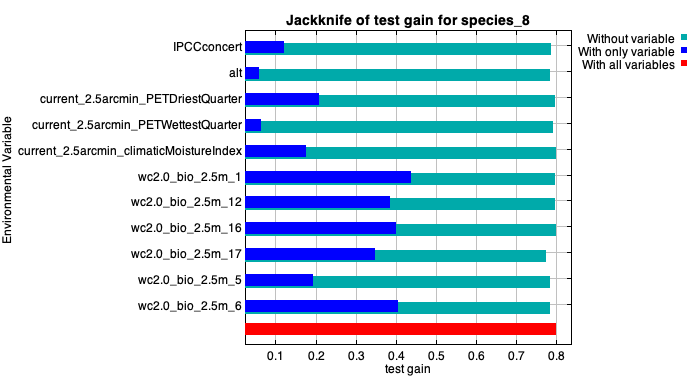 Jackknife of test gain for species_8
Without variable
With only variable
With all variables
Environmental Variable
IPCCconcert
alt
current_2.5arcmin_PETDriestQuarter
current_2.5arcmin_PETWettestQuarter
current_2.5arcmin_climaticMoistureIndex
wc2.0_bio_2.5m_1
wc2.0_bio_2.5m_12
wc2.0_bio_2.5m_16
wc2.0_bio_2.5m_17
wc2.0_bio_2.5m_5
wc2.0_bio_2.5m_6
0.1 0.2 0.3 0.4 0.5 0.6 0.7 0.8
test gain